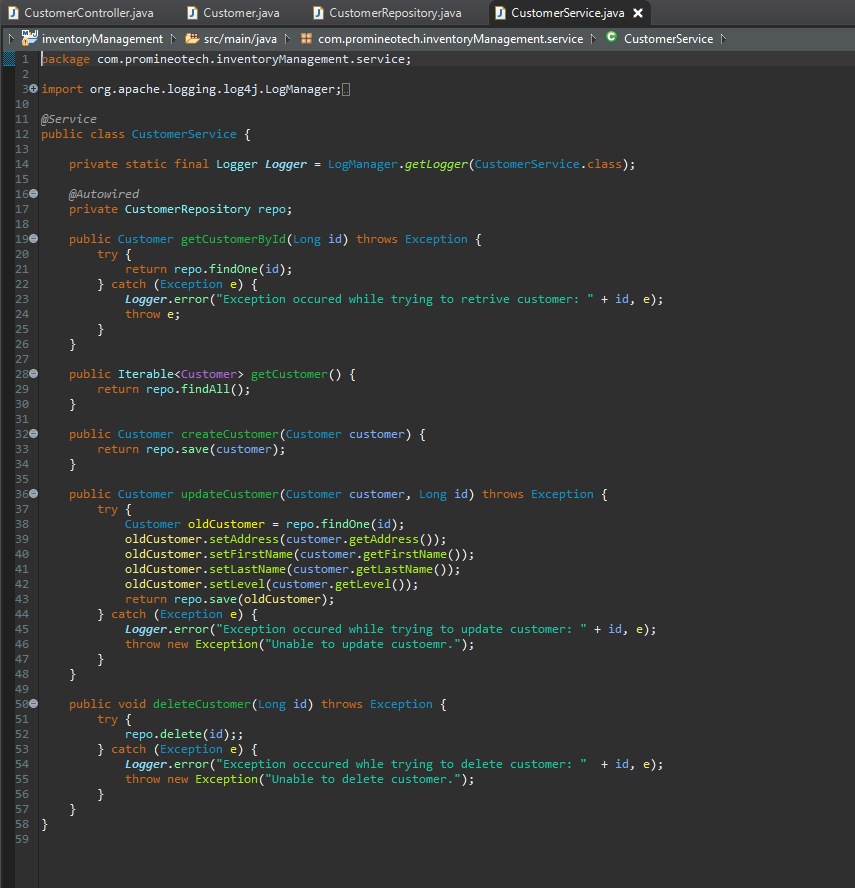 CustomerController.java Customer.java CustomerRepository.java CustomerService.java
inventoryManagement src/main/java com.promineotech.inventoryManagement.service CustomerService
1 package com.promineotech.inventoryManagement.service;
2
3 import org.apache.logging.log4j.LogManager;
10
11 @Service
12 public class CustomerService {
13
14     private static final Logger Logger = LogManager.getLogger(CustomerService.class);
15
16     @Autowired
17     private CustomerRepository repo;
18
19     public Customer getCustomerById(Long id) throws Exception {
20         try {
21             return repo.findOne(id);
22         } catch (Exception e) {
23             Logger.error("Exception occured while trying to retrive customer: " + id, e);
24             throw e;
25         }
26     }
27
28     public Iterable<Customer> getCustomer() {
29         return repo.findAll();
30     }
31
32     public Customer createCustomer(Customer customer) {
33         return repo.save(customer);
34     }
35
36     public Customer updateCustomer(Customer customer, Long id) throws Exception {
37         try {
38             Customer oldCustomer = repo.findOne(id);
39             oldCustomer.setAddress(customer.getAddress());
40             oldCustomer.setFirstName(customer.getFirstName());
41             oldCustomer.setLastName(customer.getLastName());
42             oldCustomer.setLevel(customer.getLevel());
43             return repo.save(oldCustomer);
44         } catch (Exception e) {
45             Logger.error("Exception occured while trying to update customer: " + id, e);
46             throw new Exception("Unable to update custoemr.");
47         }
48     }
49
50     public void deleteCustomer(Long id) throws Exception {
51         try {
52             repo.delete(id);;
53         } catch (Exception e) {
54             Logger.error("Exception occcured whle trying to delete customer: "  + id, e);
55             throw new Exception("Unable to delete customer.");
56         }
57     }
58 }
59